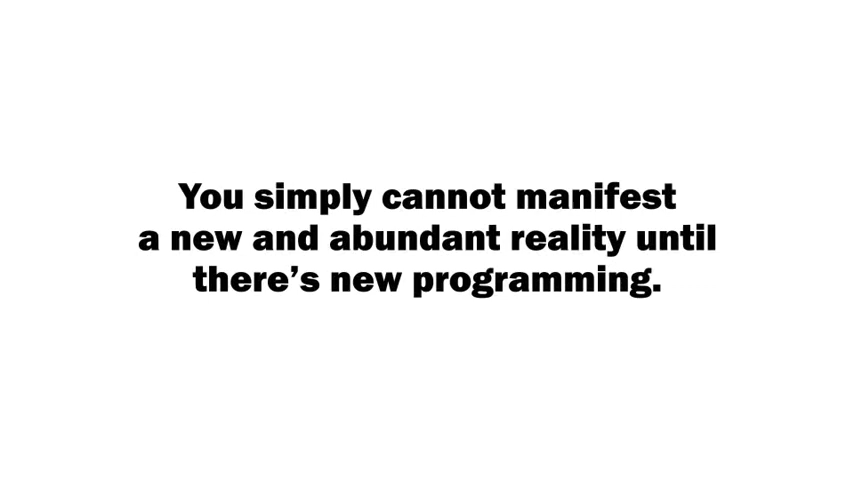 You simply cannot manifest
a new and abundant reality until
there’s new programming.